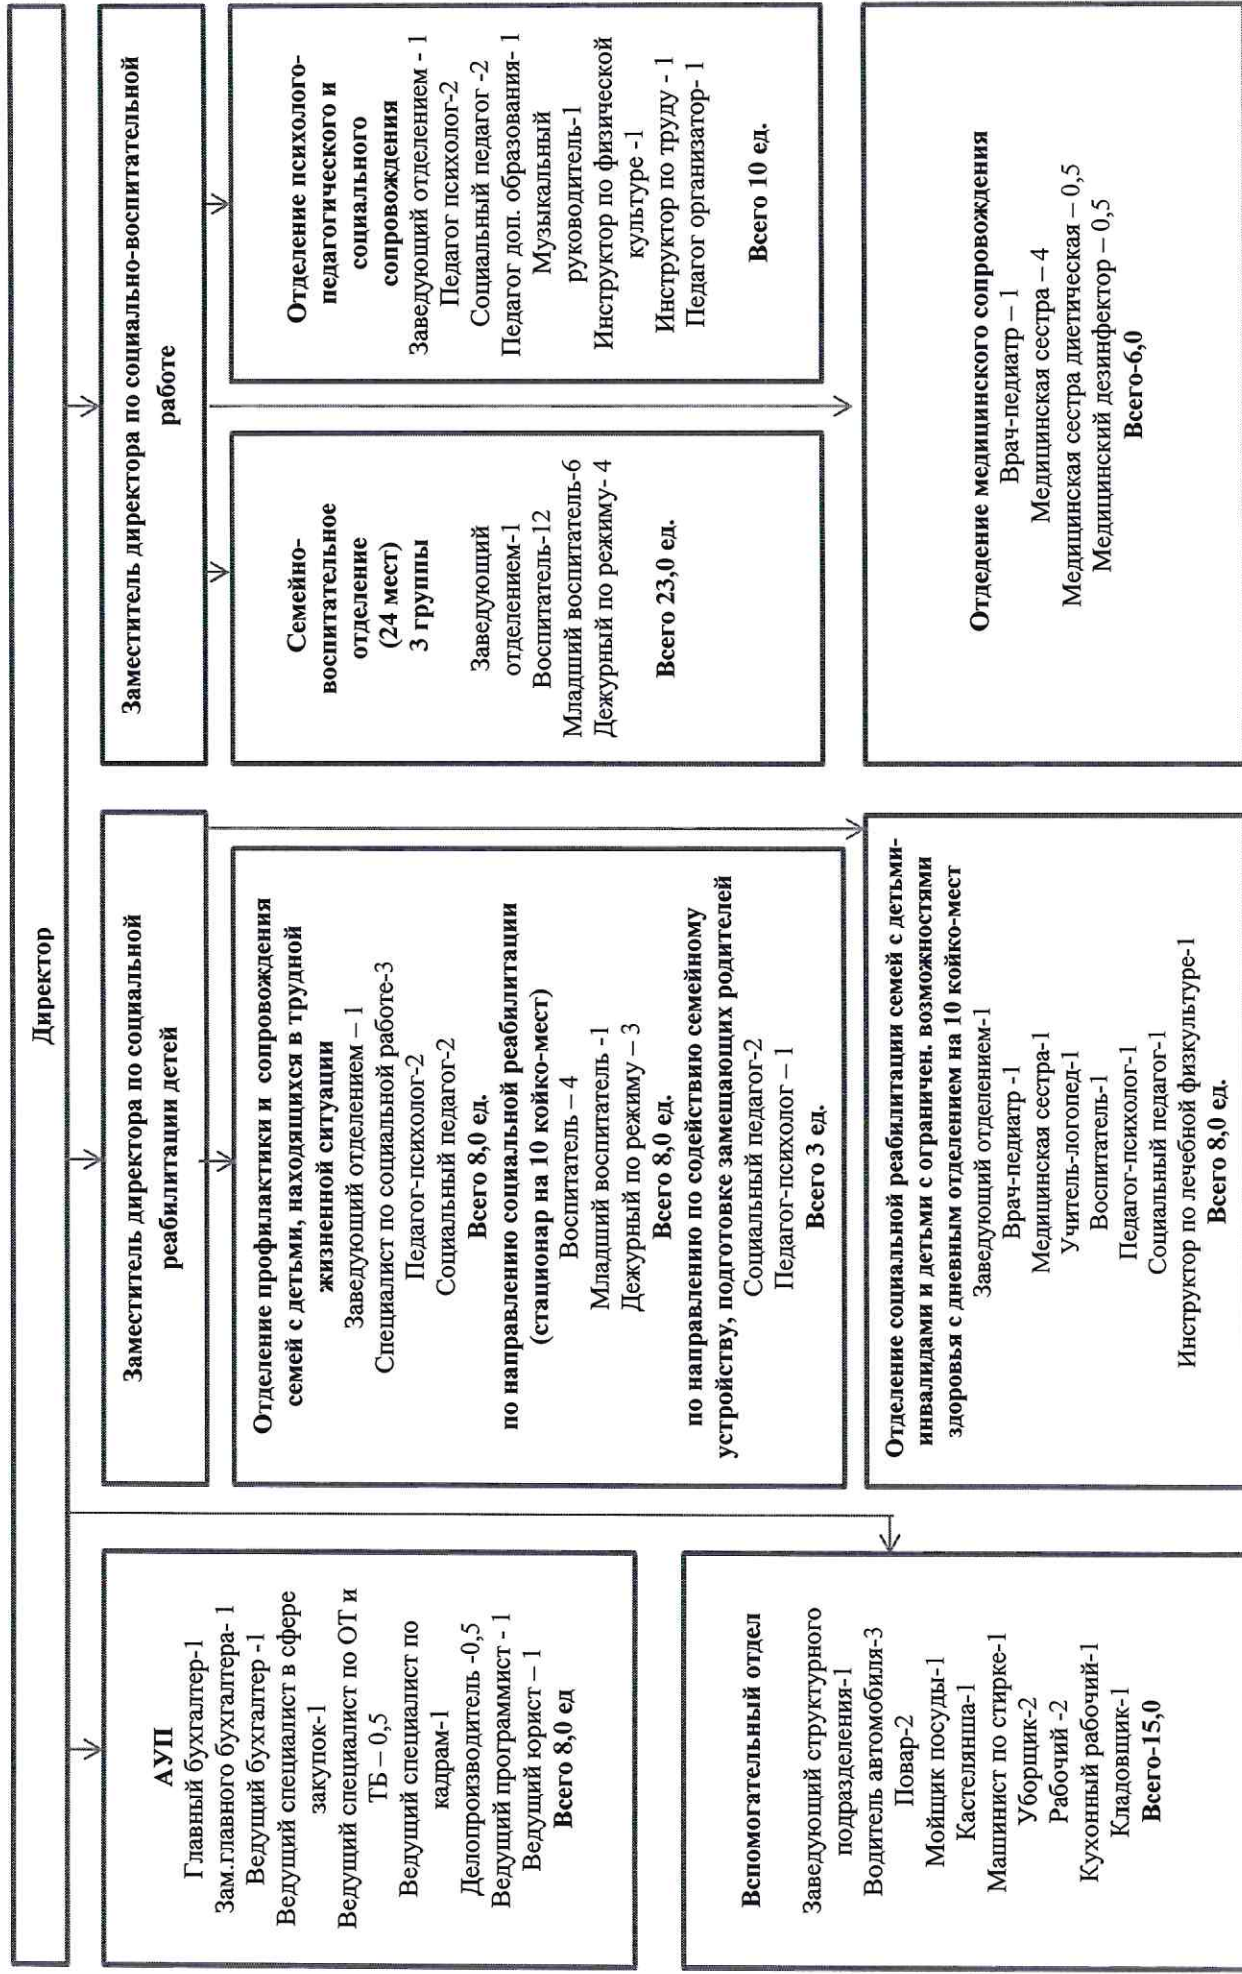 Директор
АУП
Главный бухгалтер-1
Зам.главного бухгалтера- 1
Ведущий бухгалтер -1
Ведущий специалист в сфере
закупок-1
Ведущий специалист по ОТ и
ТБ – 0,5
Ведущий специалист по
кадрам-1
Делопроизводитель -0,5
Ведущий программист - 1
Ведущий юрист – 1
Всего 8,0 ед
Вспомогательный отдел
Заведующий структурного
подразделения-1
Водитель автомобиля-3
Повар-2
Мойщик посуды-1
Кастелянша-1
Машинист по стирке-1
Уборщик-2
Рабочий -2
Кухонный рабочий-1
Кладовщик-1
Всего-15,0
Заместитель директора по социальной
реабилитации детей
Отделение профилактики и сопровождения
семей с детьми, находящихся в трудной
жизненной ситуации
Заведующий отделением – 1
Специалист по социальной работе-3
Педагог-психолог-2
Социальный педагог-2
Всего 8,0 ед.
по направлению социальной реабилитации
(стационар на 10 койко-мест)
Воспитатель – 4
Младший воспитатель -1
Дежурный по режиму – 3
Всего 8,0 ед.
по направлению по содействию семейному
устройству, подготовке замещающих родителей
Социальный педагог-2
Педагог-психолог – 1
Всего 3 ед.
Отделение социальной реабилитации семей с детьми-
инвалидами и детьми с ограничен. возможностями
здоровья с дневным отделением на 10 койко-мест
Заведующий отделением-1
Врач-педиатр -1
Медицинская сестра-1
Учитель-логопед-1
Воспитатель-1
Педагог-психолог-1
Социальный педагог-1
Инструктор по лечебной физкультуре-1
Всего 8,0 ед.
Заместитель директора по социально-воспитательной
работе
Семейно-
воспитательное
отделение
(24 мест)
3 группы
Заведующий
отделением-1
Воспитатель-12
Младший воспитатель-6
Дежурный по режиму- 4
Всего 23,0 ед.
Отделение психолого-
педагогического и
социального
сопровождения
Заведующий отделением - 1
Педагог психолог-2
Социальный педагог -2
Педагог доп. образования- 1
Музыкальный
руководитель-1
Инструктор по физической
культуре -1
Инструктор по труду - 1
Педагог организатор- 1
Всего 10 ед.
Отдедение медицинского сопровождения
Врач-педиатр – 1
Медицинская сестра – 4
Медицинская сестра диетическая – 0,5
Медицинский дезинфектор – 0,5
Всего-6,0